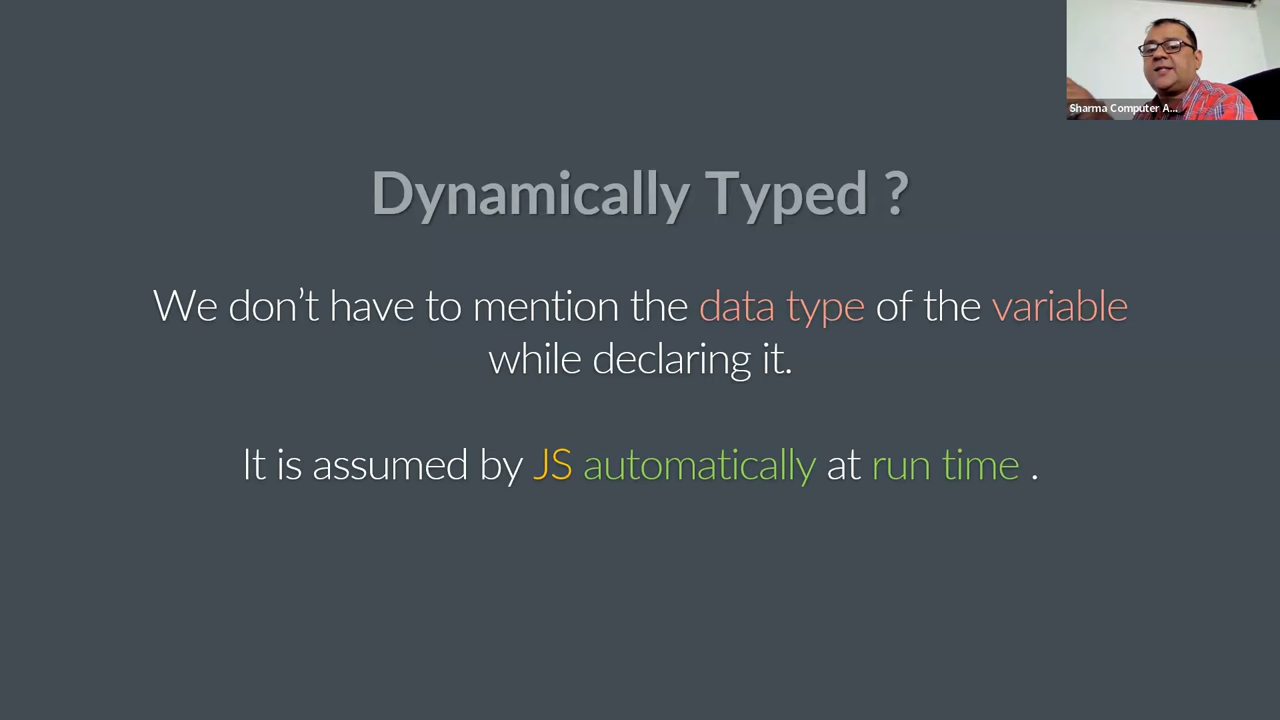 Sharma Computer A...
Dynamically Typed ?
We don't have to mention the data type of the variable
while declaring it.
It is assumed by JS automatically at run time .